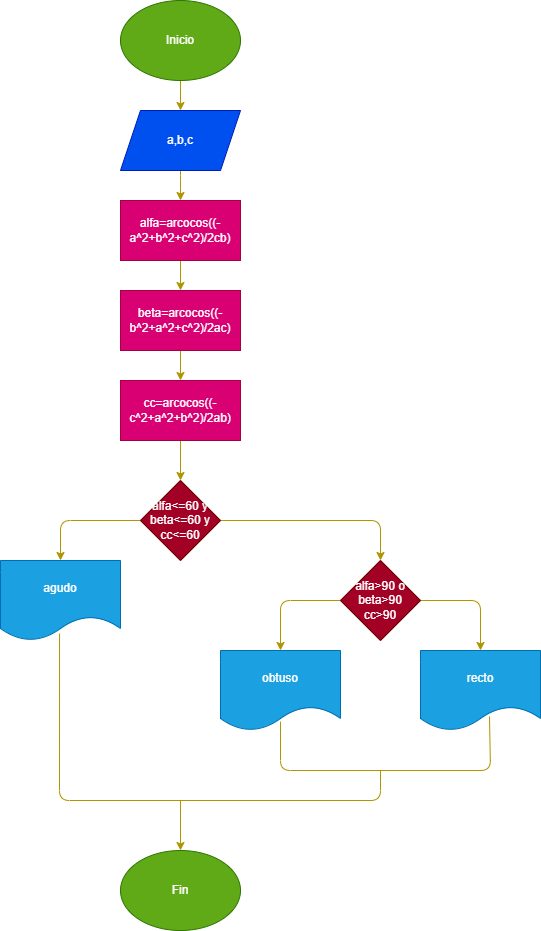 Inicio
a,b,c
alfa=arcocos((-
a^2+b^2+c^2)/2cb)
beta=arcocos((-
b^2+a^2+c^2)/2ac)
cc=arcocos((-
c^2+a^2+b^2)/2ab)
alfa<=60 y
beta<=60 y
cc<=60
agudo
alfa>90 o
beta>90
cc>90
obtuso
recto
Fin